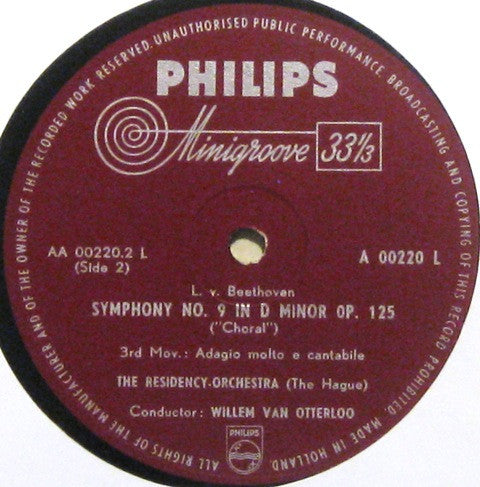 ALL RIGHTS OF THE MANUFACTURER AND OF THE OWNER OF THE RECORDED WORK RESERVED. UNAUTHORISED PUBLIC PERFORMANCE, BROADCASTING AND COPYING OF THIS RECORD PROHIBITED. MADE IN HOLLAND
PHILIPS
Minigroove 33⅓
AA 00220.2 L
(Side 2)
A 00220 L
L. v. Beethoven
SYMPHONY NO. 9 IN D MINOR OP. 125
("Choral")
3rd Mov.: Adagio molto e cantabile
THE RESIDENCY-ORCHESTRA (The Hague)
Conductor: WILLEM VAN OTTERLOO
PHILIPS